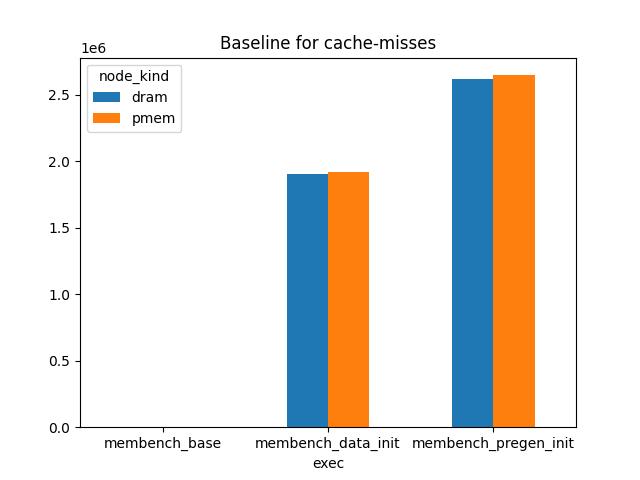 Baseline for cache-misses
1e6
node_kind
dram
pmem
2.5
2.0
1.5
1.0
0.5
0.0
membench_base membench_data_init membench_pregen_init
exec